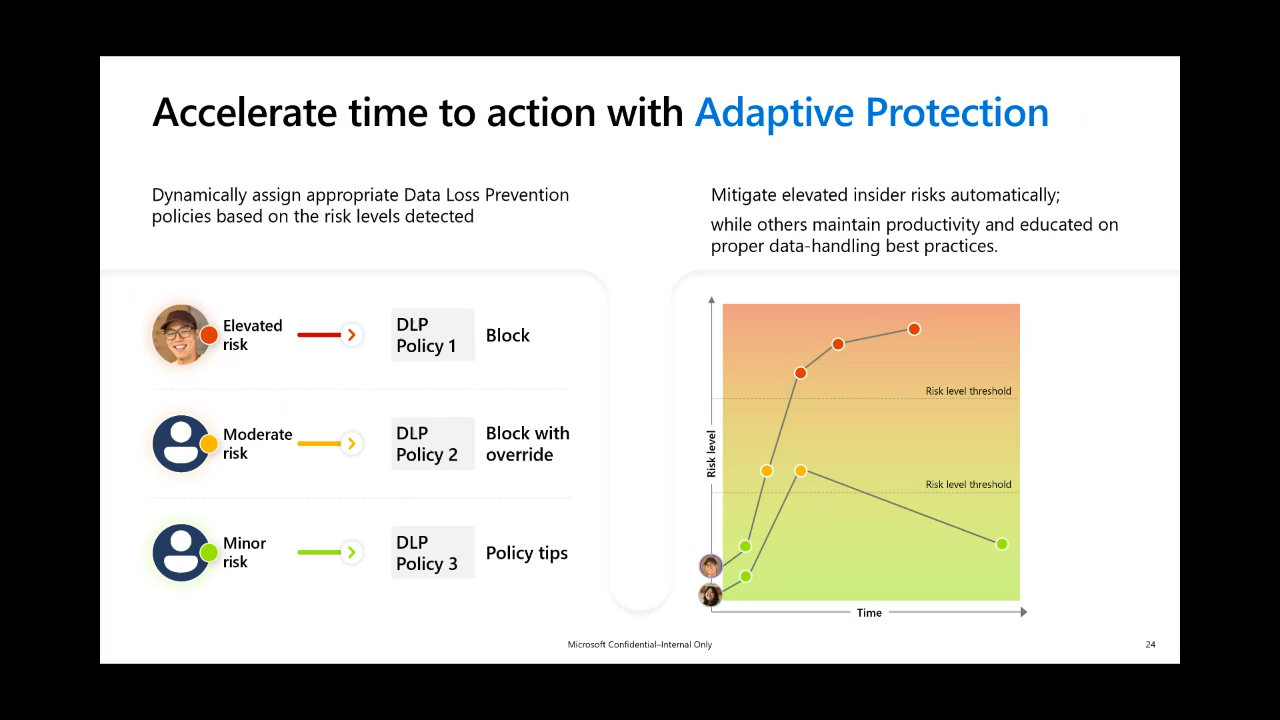 Accelerate time to action with Adaptive Protection
Dynamically assign appropriate Data Loss Prevention
policies based on the risk levels detected
Mitigate elevated insider risks automatically;
while others maintain productivity and educated on
proper data-handling best practices.
Elevated
risk
DLP
Policy 1
Block
Moderate
risk
DLP
Policy 2
Block with
override
Minor
risk
DLP
Policy 3
Policy tips
Risk level threshold
Risk level threshold
Risk level
Time
Microsoft Confidential–Internal Only
24